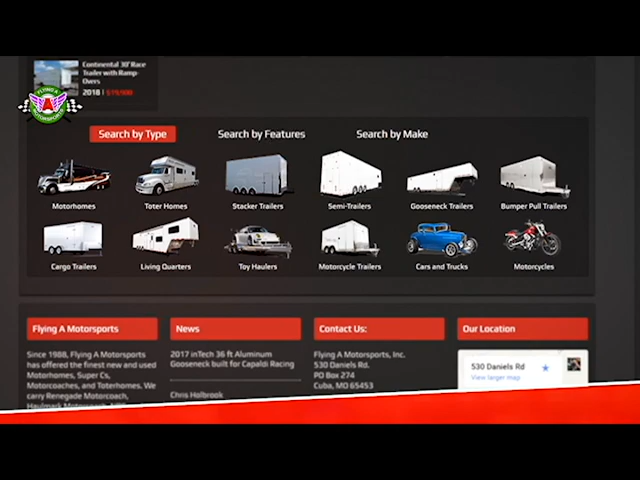 Continental 30' Race
Trailer with Ramp-
Overs
2018 |
FLYING A
MOTORSPORTS
Search by Type
Search by Features
Search by Make
Motorhomes
Toter Homes
Stacker Trailers
Semi-Trailers
Gooseneck Trailers
Bumper Pull Trailers
Cargo Trailers
Living Quarters
Toy Haulers
Motorcycle Trailers
Cars and Trucks
Motorcycles
Flying A Motorsports
Since 1988, Flying A Motorsports
has offered the finest new and used
Motorhomes, Super Cs,
Motorcoaches, and Toterhomes. We
carry Renegade Motorcoach,
News
2017 inTech 36 ft Aluminum
Gooseneck built for Capaldi Racing
Chris Holbrook
Contact Us:
Flying A Motorsports, Inc.
530 Daniels Rd.
PO Box 274
Cuba, MO 65453
Our Location
530 Daniels Rd
View larger map